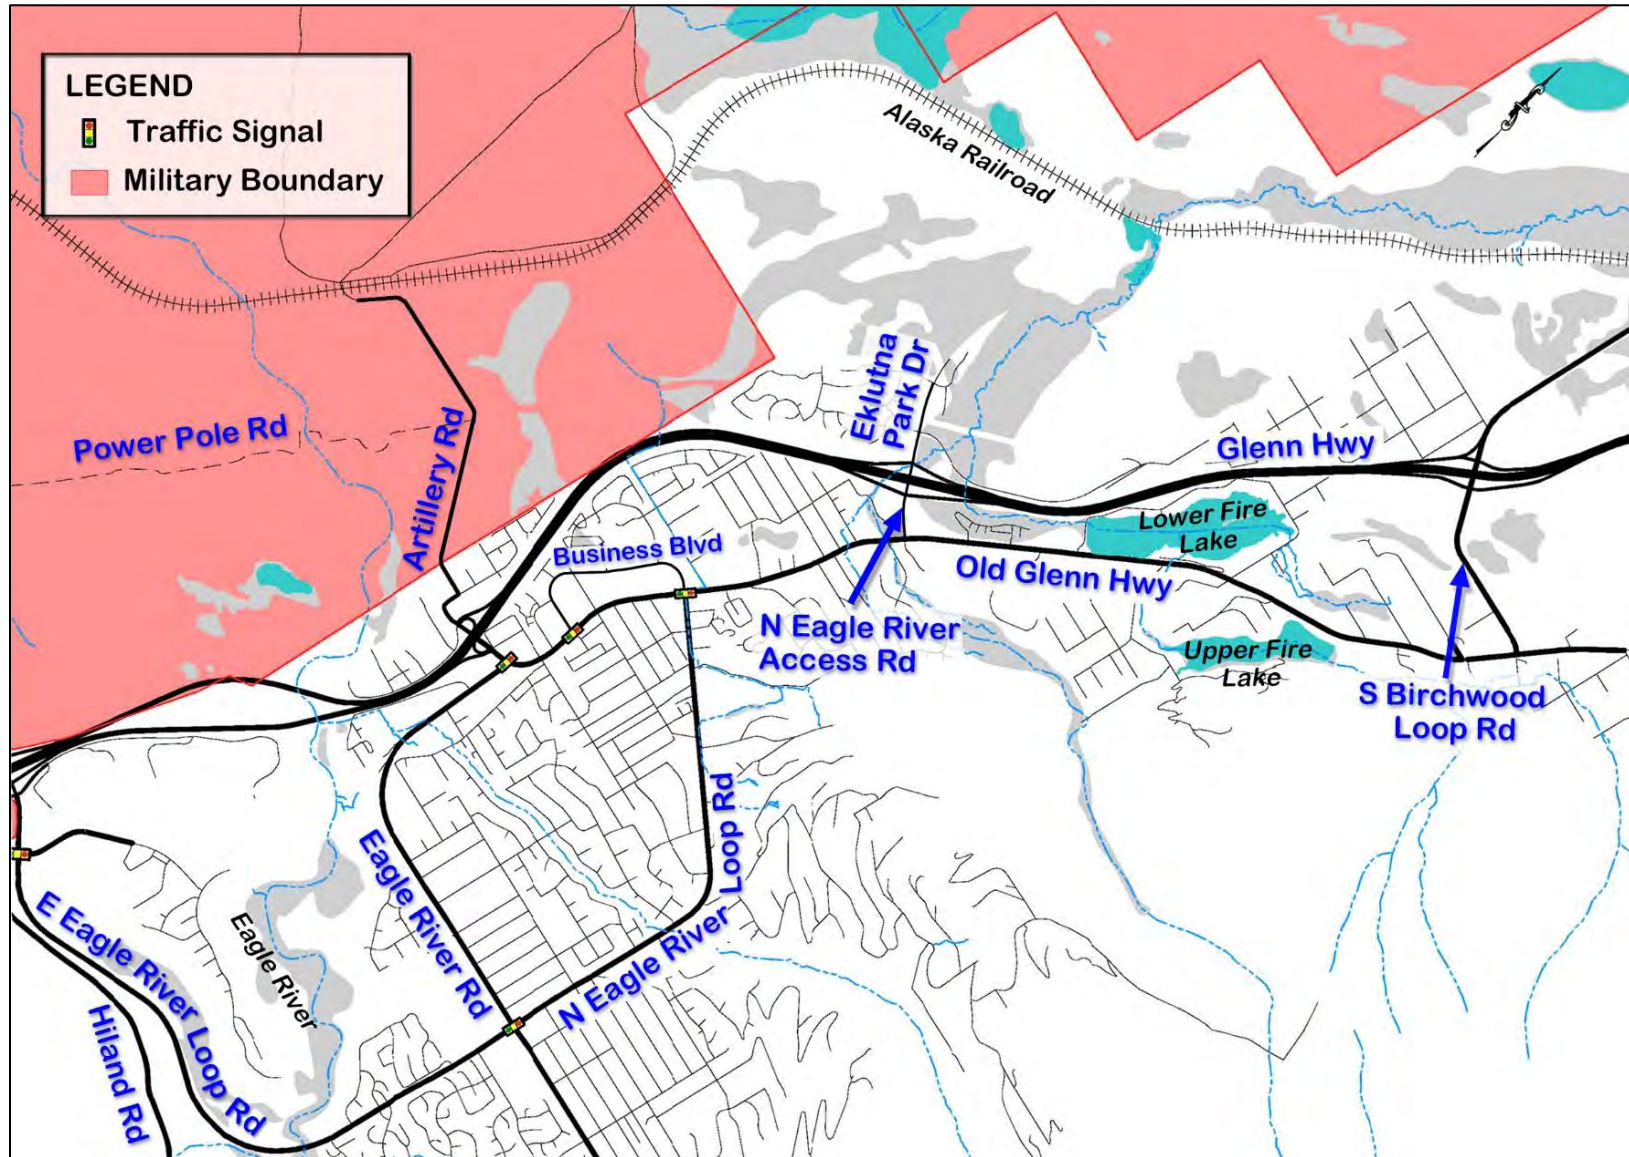 LEGEND
Traffic Signal
Military Boundary
Alaska Railroad
Power Pole Rd
Artillery Rd
Eklutna
Park Dr
Glenn Hwy
Business Blvd
Lower Fire
Lake
Old Glenn Hwy
N Eagle River
Access Rd
Upper Fire
Lake
S Birchwood
Loop Rd
Eagle River Rd
Loop Rd
N Eagle River
E Eagle River Loop Rd
Eagle River
Hiland Rd